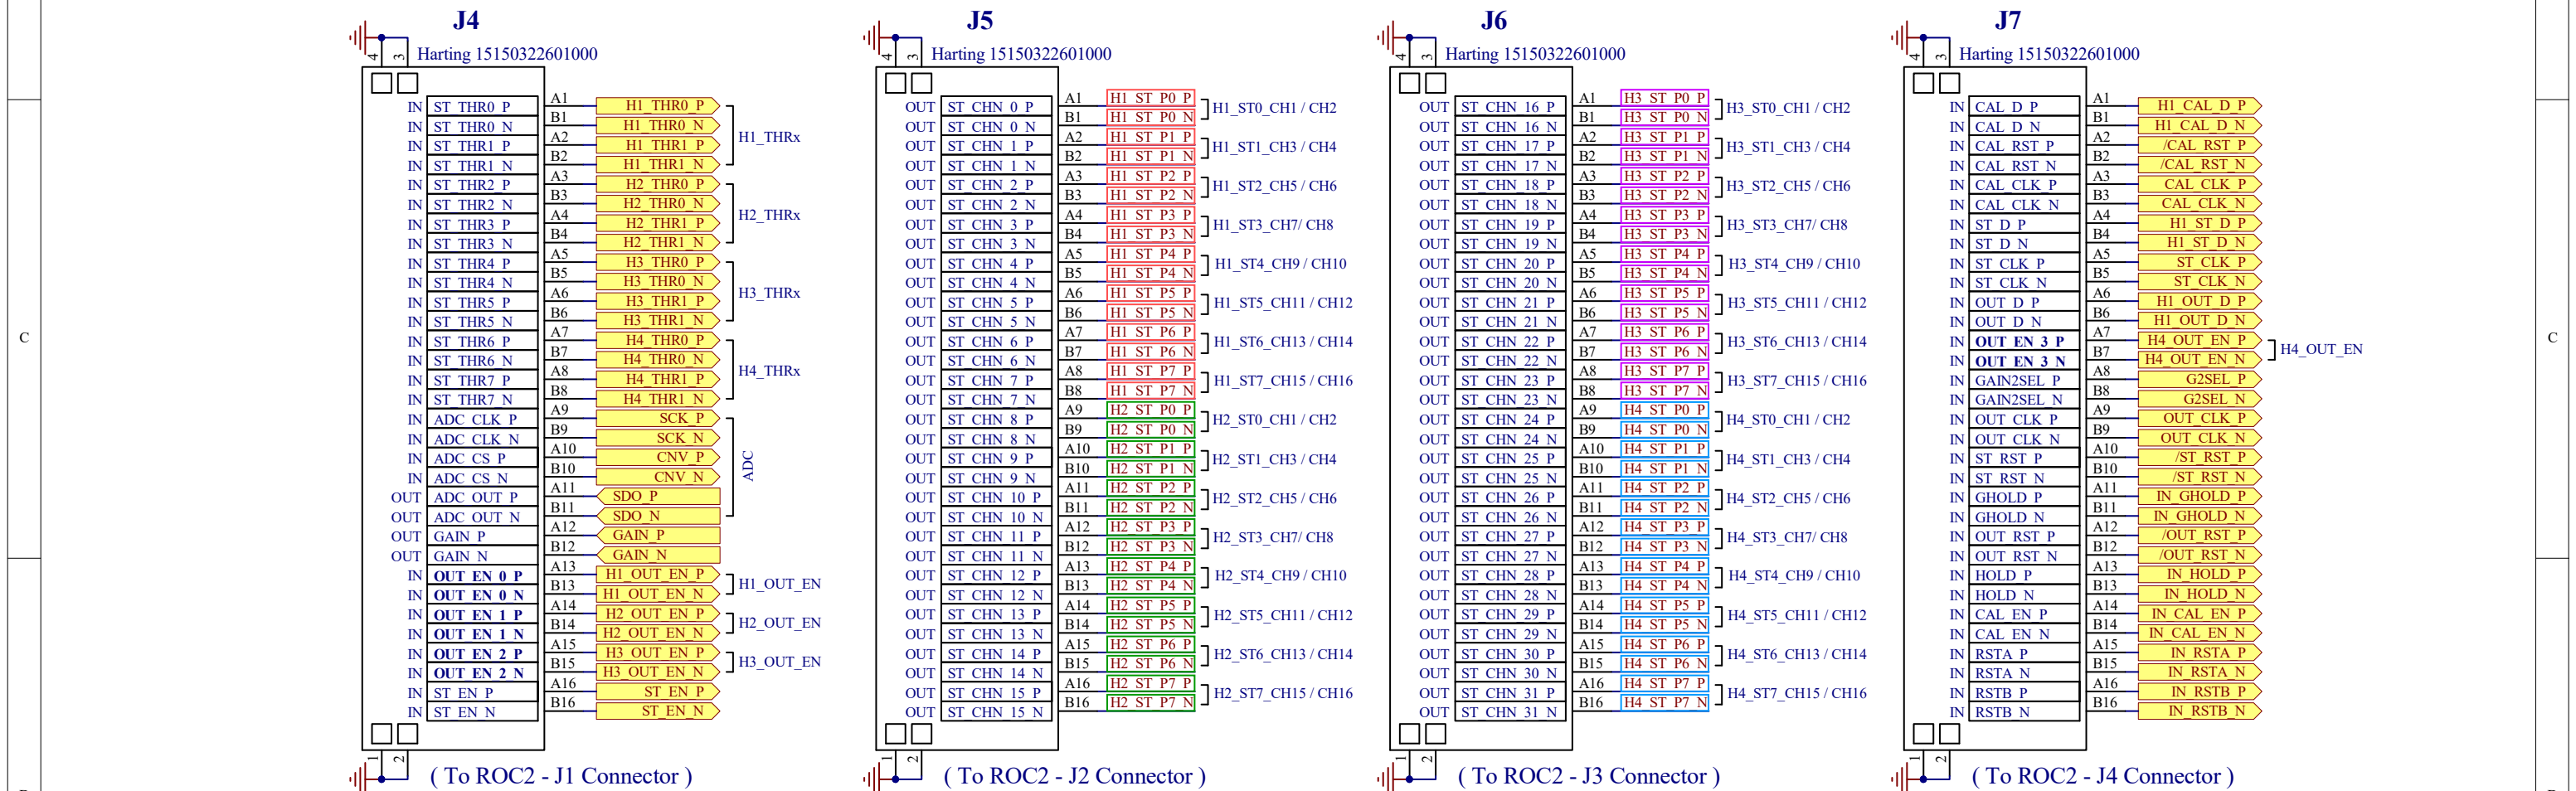 J4
Harting 15150322601000
4 3
IN ST_THR0_P A1 H1_THR0_P
IN ST_THR0_N B1 H1_THR0_N
H1_THRx
IN ST_THR1_P A2 H1_THR1_P
IN ST_THR1_N B2 H1_THR1_N
IN ST_THR2_P A3 H2_THR0_P
IN ST_THR2_N B3 H2_THR0_N
H2_THRx
IN ST_THR3_P A4 H2_THR1_P
IN ST_THR3_N B4 H2_THR1_N
IN ST_THR4_P A5 H3_THR0_P
IN ST_THR4_N B5 H3_THR0_N
H3_THRx
IN ST_THR5_P A6 H3_THR1_P
IN ST_THR5_N B6 H3_THR1_N
IN ST_THR6_P A7 H4_THR0_P
IN ST_THR6_N B7 H4_THR0_N
H4_THRx
IN ST_THR7_P A8 H4_THR1_P
IN ST_THR7_N B8 H4_THR1_N
IN ADC_CLK_P A9 SCK_P
IN ADC_CLK_N B9 SCK_N
IN ADC_CS_P A10 CNV_P
ADC
IN ADC_CS_N B10 CNV_N
OUT ADC_OUT_P A11 SDO_P
OUT ADC_OUT_N B11 SDO_N
OUT GAIN_P A12 GAIN_P
OUT GAIN_N B12 GAIN_N
IN OUT_EN_0_P A13 H1_OUT_EN_P
H1_OUT_EN
IN OUT_EN_0_N B13 H1_OUT_EN_N
IN OUT_EN_1_P A14 H2_OUT_EN_P
H2_OUT_EN
IN OUT_EN_1_N B14 H2_OUT_EN_N
IN OUT_EN_2_P A15 H3_OUT_EN_P
H3_OUT_EN
IN OUT_EN_2_N B15 H3_OUT_EN_N
IN ST_EN_P A16 ST_EN_P
IN ST_EN_N B16 ST_EN_N
1 2
( To ROC2 - J1 Connector )
J5
Harting 15150322601000
4 3
OUT ST_CHN_0_P A1 H1_ST_P0_P
H1_ST0_CH1 / CH2
OUT ST_CHN_0_N B1 H1_ST_P0_N
OUT ST_CHN_1_P A2 H1_ST_P1_P
H1_ST1_CH3 / CH4
OUT ST_CHN_1_N B2 H1_ST_P1_N
OUT ST_CHN_2_P A3 H1_ST_P2_P
H1_ST2_CH5 / CH6
OUT ST_CHN_2_N B3 H1_ST_P2_N
OUT ST_CHN_3_P A4 H1_ST_P3_P
H1_ST3_CH7/ CH8
OUT ST_CHN_3_N B4 H1_ST_P3_N
OUT ST_CHN_4_P A5 H1_ST_P4_P
H1_ST4_CH9 / CH10
OUT ST_CHN_4_N B5 H1_ST_P4_N
OUT ST_CHN_5_P A6 H1_ST_P5_P
H1_ST5_CH11 / CH12
OUT ST_CHN_5_N B6 H1_ST_P5_N
OUT ST_CHN_6_P A7 H1_ST_P6_P
H1_ST6_CH13 / CH14
OUT ST_CHN_6_N B7 H1_ST_P6_N
OUT ST_CHN_7_P A8 H1_ST_P7_P
H1_ST7_CH15 / CH16
OUT ST_CHN_7_N B8 H1_ST_P7_N
OUT ST_CHN_8_P A9 H2_ST_P0_P
H2_ST0_CH1 / CH2
OUT ST_CHN_8_N B9 H2_ST_P0_N
OUT ST_CHN_9_P A10 H2_ST_P1_P
H2_ST1_CH3 / CH4
OUT ST_CHN_9_N B10 H2_ST_P1_N
OUT ST_CHN_10_P A11 H2_ST_P2_P
H2_ST2_CH5 / CH6
OUT ST_CHN_10_N B11 H2_ST_P2_N
OUT ST_CHN_11_P A12 H2_ST_P3_P
H2_ST3_CH7/ CH8
OUT ST_CHN_11_N B12 H2_ST_P3_N
OUT ST_CHN_12_P A13 H2_ST_P4_P
H2_ST4_CH9 / CH10
OUT ST_CHN_12_N B13 H2_ST_P4_N
OUT ST_CHN_13_P A14 H2_ST_P5_P
H2_ST5_CH11 / CH12
OUT ST_CHN_13_N B14 H2_ST_P5_N
OUT ST_CHN_14_P A15 H2_ST_P6_P
H2_ST6_CH13 / CH14
OUT ST_CHN_14_N B15 H2_ST_P6_N
OUT ST_CHN_15_P A16 H2_ST_P7_P
H2_ST7_CH15 / CH16
OUT ST_CHN_15_N B16 H2_ST_P7_N
1 2
( To ROC2 - J2 Connector )
J6
Harting 15150322601000
4 3
OUT ST_CHN_16_P A1 H3_ST_P0_P
H3_ST0_CH1 / CH2
OUT ST_CHN_16_N B1 H3_ST_P0_N
OUT ST_CHN_17_P A2 H3_ST_P1_P
H3_ST1_CH3 / CH4
OUT ST_CHN_17_N B2 H3_ST_P1_N
OUT ST_CHN_18_P A3 H3_ST_P2_P
H3_ST2_CH5 / CH6
OUT ST_CHN_18_N B3 H3_ST_P2_N
OUT ST_CHN_19_P A4 H3_ST_P3_P
H3_ST3_CH7/ CH8
OUT ST_CHN_19_N B4 H3_ST_P3_N
OUT ST_CHN_20_P A5 H3_ST_P4_P
H3_ST4_CH9 / CH10
OUT ST_CHN_20_N B5 H3_ST_P4_N
OUT ST_CHN_21_P A6 H3_ST_P5_P
H3_ST5_CH11 / CH12
OUT ST_CHN_21_N B6 H3_ST_P5_N
OUT ST_CHN_22_P A7 H3_ST_P6_P
H3_ST6_CH13 / CH14
OUT ST_CHN_22_N B7 H3_ST_P6_N
OUT ST_CHN_23_P A8 H3_ST_P7_P
H3_ST7_CH15 / CH16
OUT ST_CHN_23_N B8 H3_ST_P7_N
OUT ST_CHN_24_P A9 H4_ST_P0_P
H4_ST0_CH1 / CH2
OUT ST_CHN_24_N B9 H4_ST_P0_N
OUT ST_CHN_25_P A10 H4_ST_P1_P
H4_ST1_CH3 / CH4
OUT ST_CHN_25_N B10 H4_ST_P1_N
OUT ST_CHN_26_P A11 H4_ST_P2_P
H4_ST2_CH5 / CH6
OUT ST_CHN_26_N B11 H4_ST_P2_N
OUT ST_CHN_27_P A12 H4_ST_P3_P
H4_ST3_CH7/ CH8
OUT ST_CHN_27_N B12 H4_ST_P3_N
OUT ST_CHN_28_P A13 H4_ST_P4_P
H4_ST4_CH9 / CH10
OUT ST_CHN_28_N B13 H4_ST_P4_N
OUT ST_CHN_29_P A14 H4_ST_P5_P
H4_ST5_CH11 / CH12
OUT ST_CHN_29_N B14 H4_ST_P5_N
OUT ST_CHN_30_P A15 H4_ST_P6_P
H4_ST6_CH13 / CH14
OUT ST_CHN_30_N B15 H4_ST_P6_N
OUT ST_CHN_31_P A16 H4_ST_P7_P
H4_ST7_CH15 / CH16
OUT ST_CHN_31_N B16 H4_ST_P7_N
1 2
( To ROC2 - J3 Connector )
J7
Harting 15150322601000
4 3
IN CAL_D_P A1 H1_CAL_D_P
IN CAL_D_N B1 H1_CAL_D_N
IN CAL_RST_P A2 /CAL_RST_P
IN CAL_RST_N B2 /CAL_RST_N
IN CAL_CLK_P A3 CAL_CLK_P
IN CAL_CLK_N B3 CAL_CLK_N
IN ST_D_P A4 H1_ST_D_P
IN ST_D_N B4 H1_ST_D_N
IN ST_CLK_P A5 ST_CLK_P
IN ST_CLK_N B5 ST_CLK_N
IN OUT_D_P A6 H1_OUT_D_P
IN OUT_D_N B6 H1_OUT_D_N
IN OUT_EN_3_P A7 H4_OUT_EN_P
H4_OUT_EN
IN OUT_EN_3_N B7 H4_OUT_EN_N
IN GAIN2SEL_P A8 G2SEL_P
IN GAIN2SEL_N B8 G2SEL_N
IN OUT_CLK_P A9 OUT_CLK_P
IN OUT_CLK_N B9 OUT_CLK_N
IN ST_RST_P A10 /ST_RST_P
IN ST_RST_N B10 /ST_RST_N
IN GHOLD_P A11 IN_GHOLD_P
IN GHOLD_N B11 IN_GHOLD_N
IN OUT_RST_P A12 /OUT_RST_P
IN OUT_RST_N B12 /OUT_RST_N
IN HOLD_P A13 IN_HOLD_P
IN HOLD_N B13 IN_HOLD_N
IN CAL_EN_P A14 IN_CAL_EN_P
IN CAL_EN_N B14 IN_CAL_EN_N
IN RSTA_P A15 IN_RSTA_P
IN RSTA_N B15 IN_RSTA_N
IN RSTB_P A16 IN_RSTB_P
IN RSTB_N B16 IN_RSTB_N
1 2
( To ROC2 - J4 Connector )
C
C